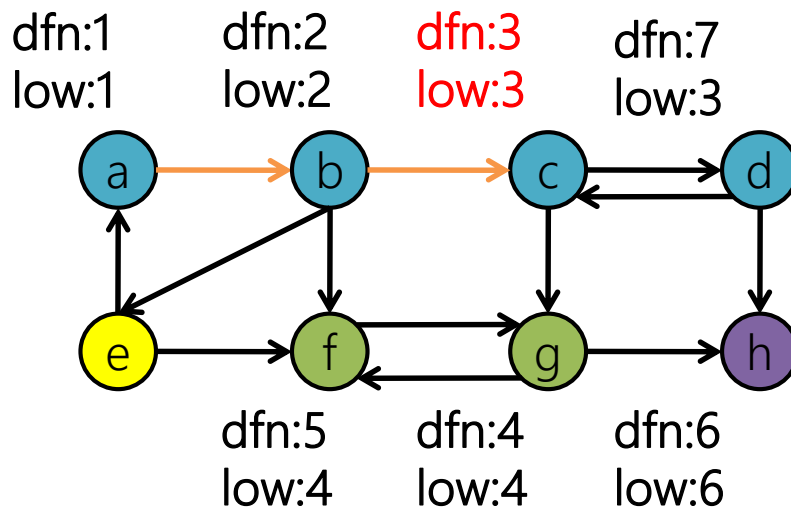 dfn:1 dfn:2 dfn:3 dfn:7
low:1 low:2 low:3 low:3
a b c d
e f g h
dfn:5 dfn:4 dfn:6
low:4 low:4 low:6